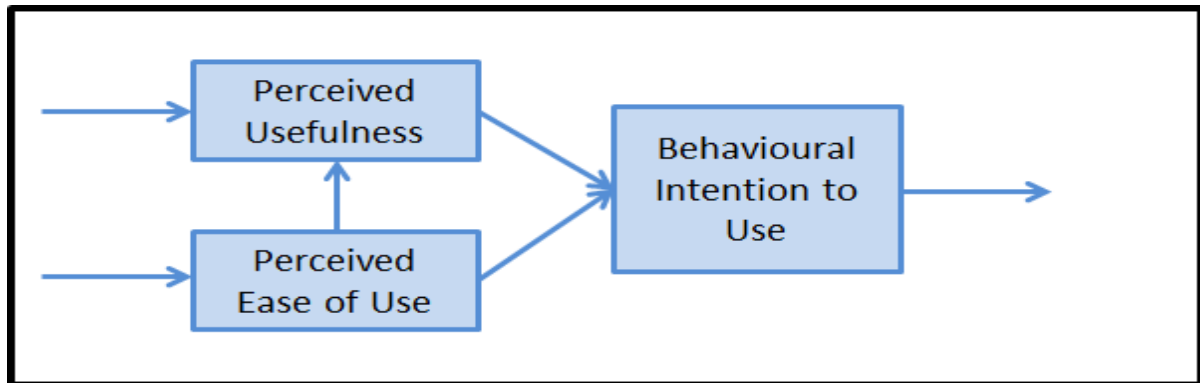 Perceived
Usefulness
Behavioural
Intention to
Use
Perceived
Ease of Use